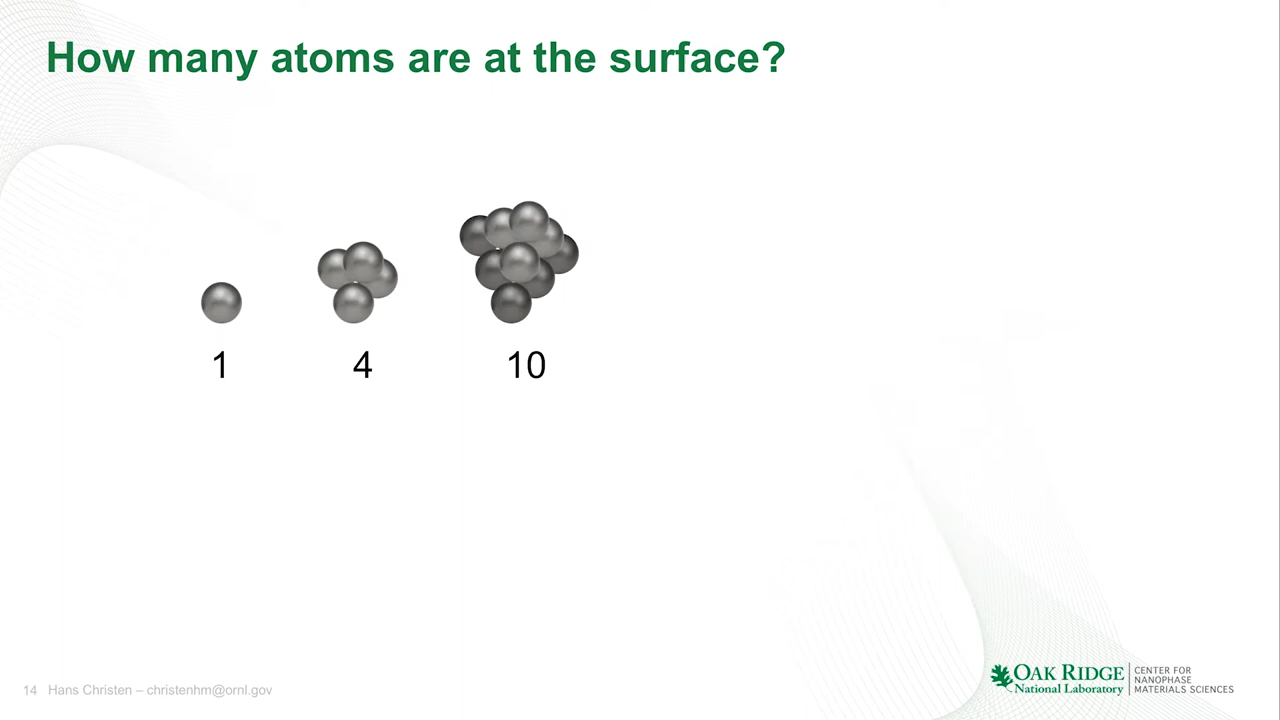 How many atoms are at the surface?
1 4 10
14 Hans Christen – christenhm@ornl.gov
OAK RIDGE
National Laboratory
CENTER FOR
NANOPHASE
MATERIALS SCIENCES